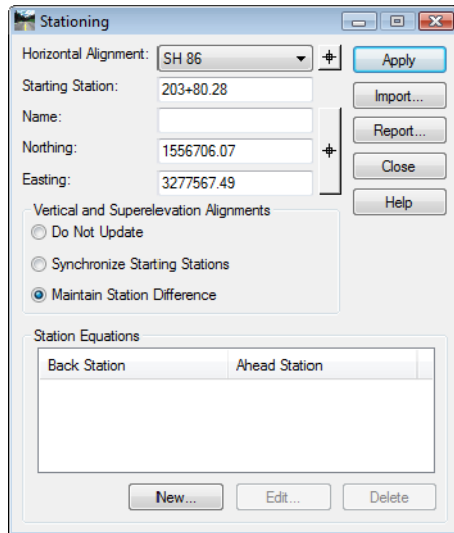 Stationing
Horizontal Alignment: SH 86
Starting Station: 203+80.28
Name:
Northing: 1556706.07
Easting: 3277567.49
Apply
Import...
Report...
Close
Help
Vertical and Superelevation Alignments
Do Not Update
Synchronize Starting Stations
Maintain Station Difference
Station Equations
Back Station Ahead Station
New... Edit... Delete